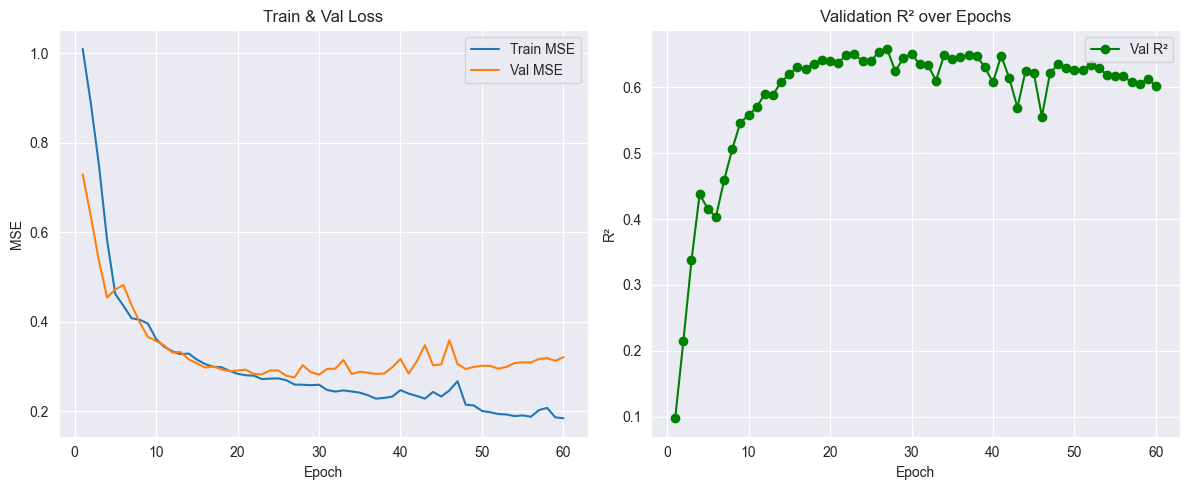 Train & Val Loss
Train MSE
Val MSE
MSE
1.0
0.8
0.6
0.4
0.2
0 10 20 30 40 50 60
Epoch
Validation R² over Epochs
Val R²
R²
0.6
0.5
0.4
0.3
0.2
0.1
0 10 20 30 40 50 60
Epoch